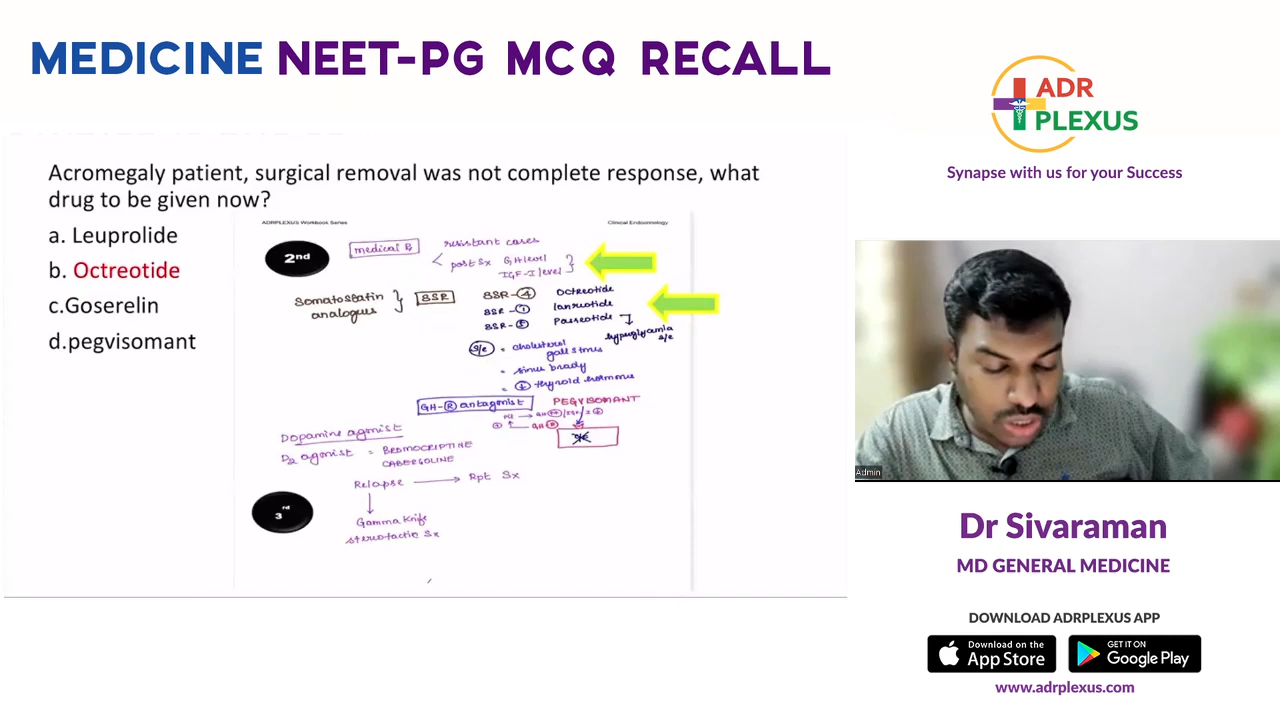 MEDICINE NEET-PG MCQ RECALL
ADR
PLEXUS
Synapse with us for your Success
Acromegaly patient, surgical removal was not complete response, what
drug to be given now?
a. Leuprolide
b. Octreotide
c.Goserelin
d.pegvisomant
ADRPLEXUS Workbook Series
Clinical Endocrinology
2nd
medical Rx
resistant cases
post Sx GH level
IGF-I level
Somatostatin
analogues
SSR
SSR-4 Octreotide
SSR-1 lanreotide
SSR-5 Pasireotide
hyperglycemia
s/e
S/e = cholesterol
gall stones
= sinus brady
= ↓ thyroid hormones
GH-R antagonist PEGVISOMANT
Dopamine agonist
D2 agonist = BROMOCRIPTINE
CABERGOLINE
Relapse → Rpt Sx
3rd
Gamma Knife
stereotactic Sx
Admin
Dr Sivaraman
MD GENERAL MEDICINE
DOWNLOAD ADRPLEXUS APP
Download on the
App Store
GET IT ON
Google Play
www.adrplexus.com